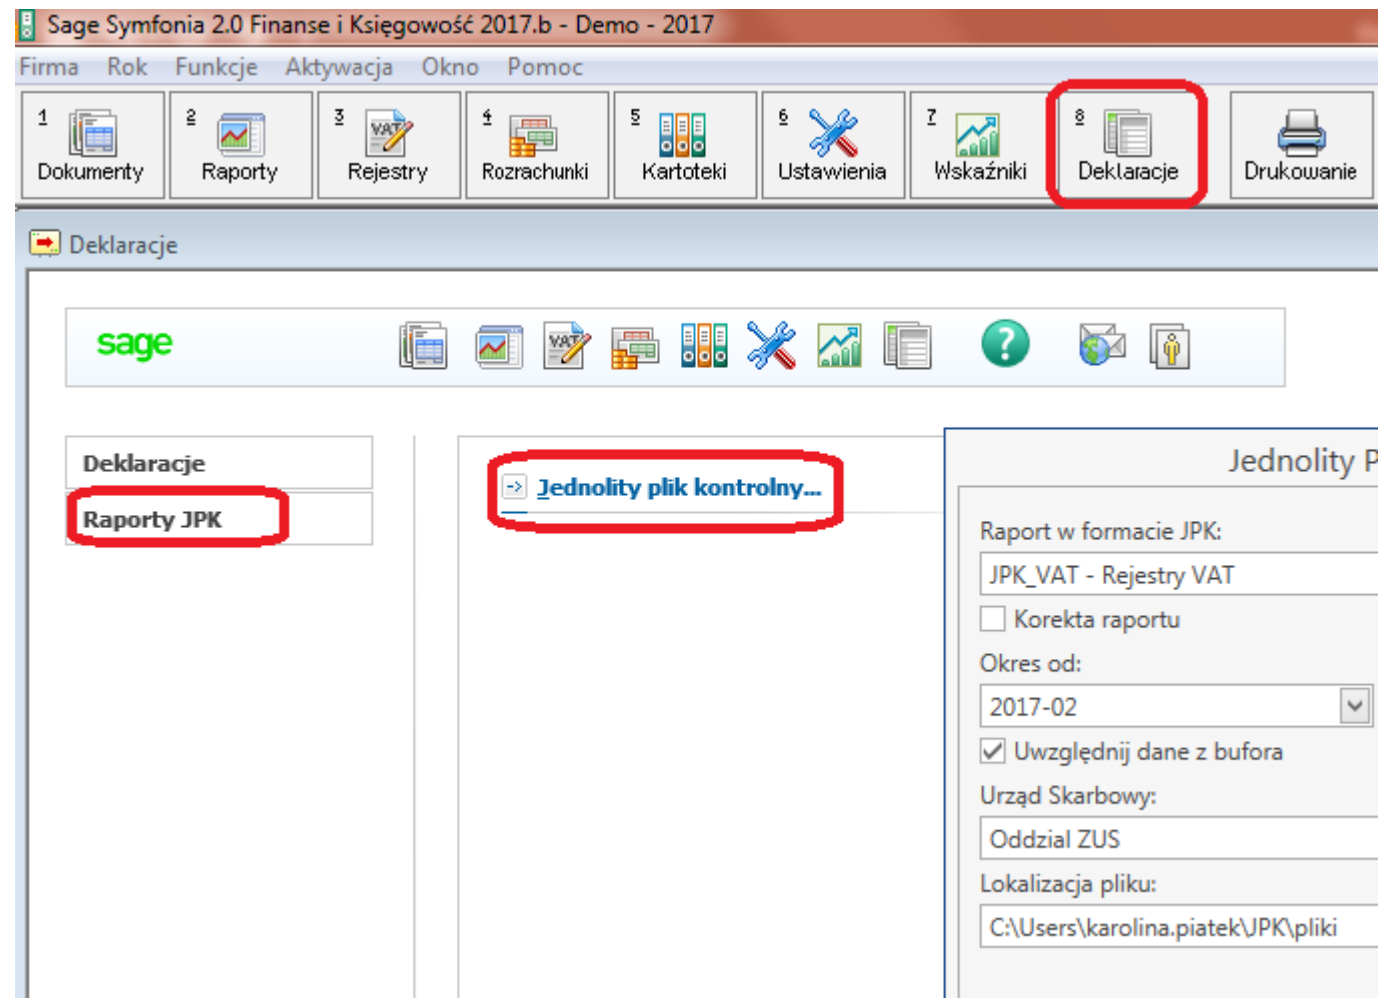 Sage Symfonia 2.0 Finanse i Księgowość 2017.b - Demo - 2017
Firma Rok Funkcje Aktywacja Okno Pomoc
1 2 3 4 5 6 7 8
Dokumenty Raporty Rejestry Rozrachunki Kartoteki Ustawienia Wskaźniki Deklaracje Drukowanie
Deklaracje
sage
Deklaracje
Raporty JPK
Jednolity plik kontrolny...
Jednolity P
Raport w formacie JPK:
JPK_VAT - Rejestry VAT
Korekta raportu
Okres od:
2017-02
Uwzględnij dane z bufora
Urząd Skarbowy:
Oddzial ZUS
Lokalizacja pliku:
C:\Users\karolina.piatek\JPK\pliki